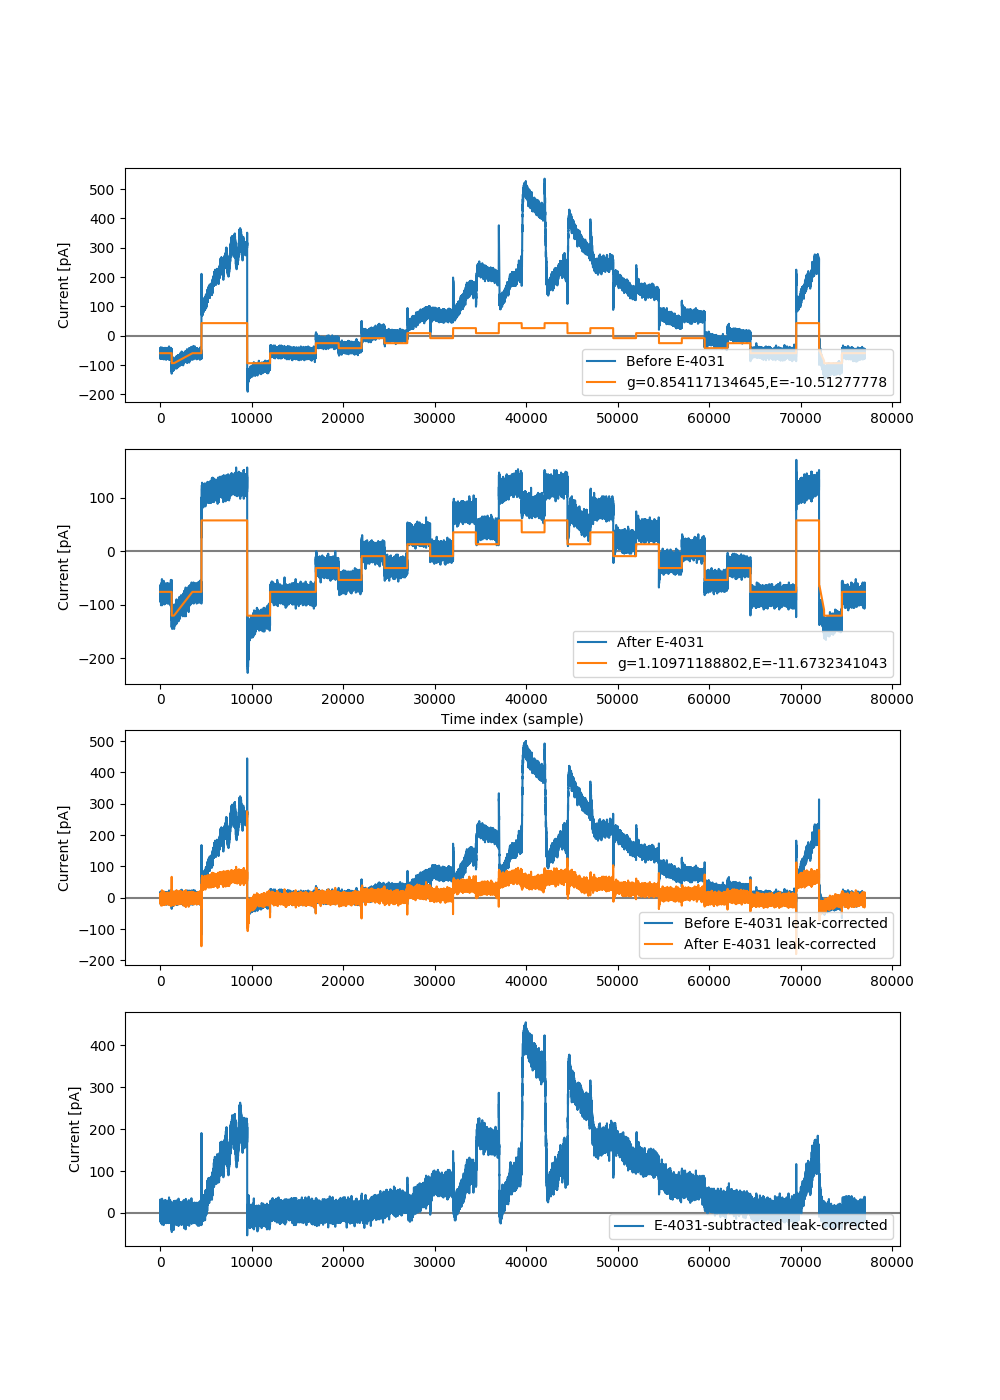 Current [pA]
500
400
300
200
100
0
−100
−200
Before E-4031
g=0.854117134645,E=-10.51277778
0 10000 20000 30000 40000 50000 60000 70000 80000
Current [pA]
100
0
−100
−200
After E-4031
g=1.10971188802,E=-11.6732341043
0 10000 20000 30000 40000 50000 60000 70000 80000
Time index (sample)
Current [pA]
500
400
300
200
100
0
−100
−200
Before E-4031 leak-corrected
After E-4031 leak-corrected
0 10000 20000 30000 40000 50000 60000 70000 80000
Current [pA]
400
300
200
100
0
E-4031-subtracted leak-corrected
0 10000 20000 30000 40000 50000 60000 70000 80000